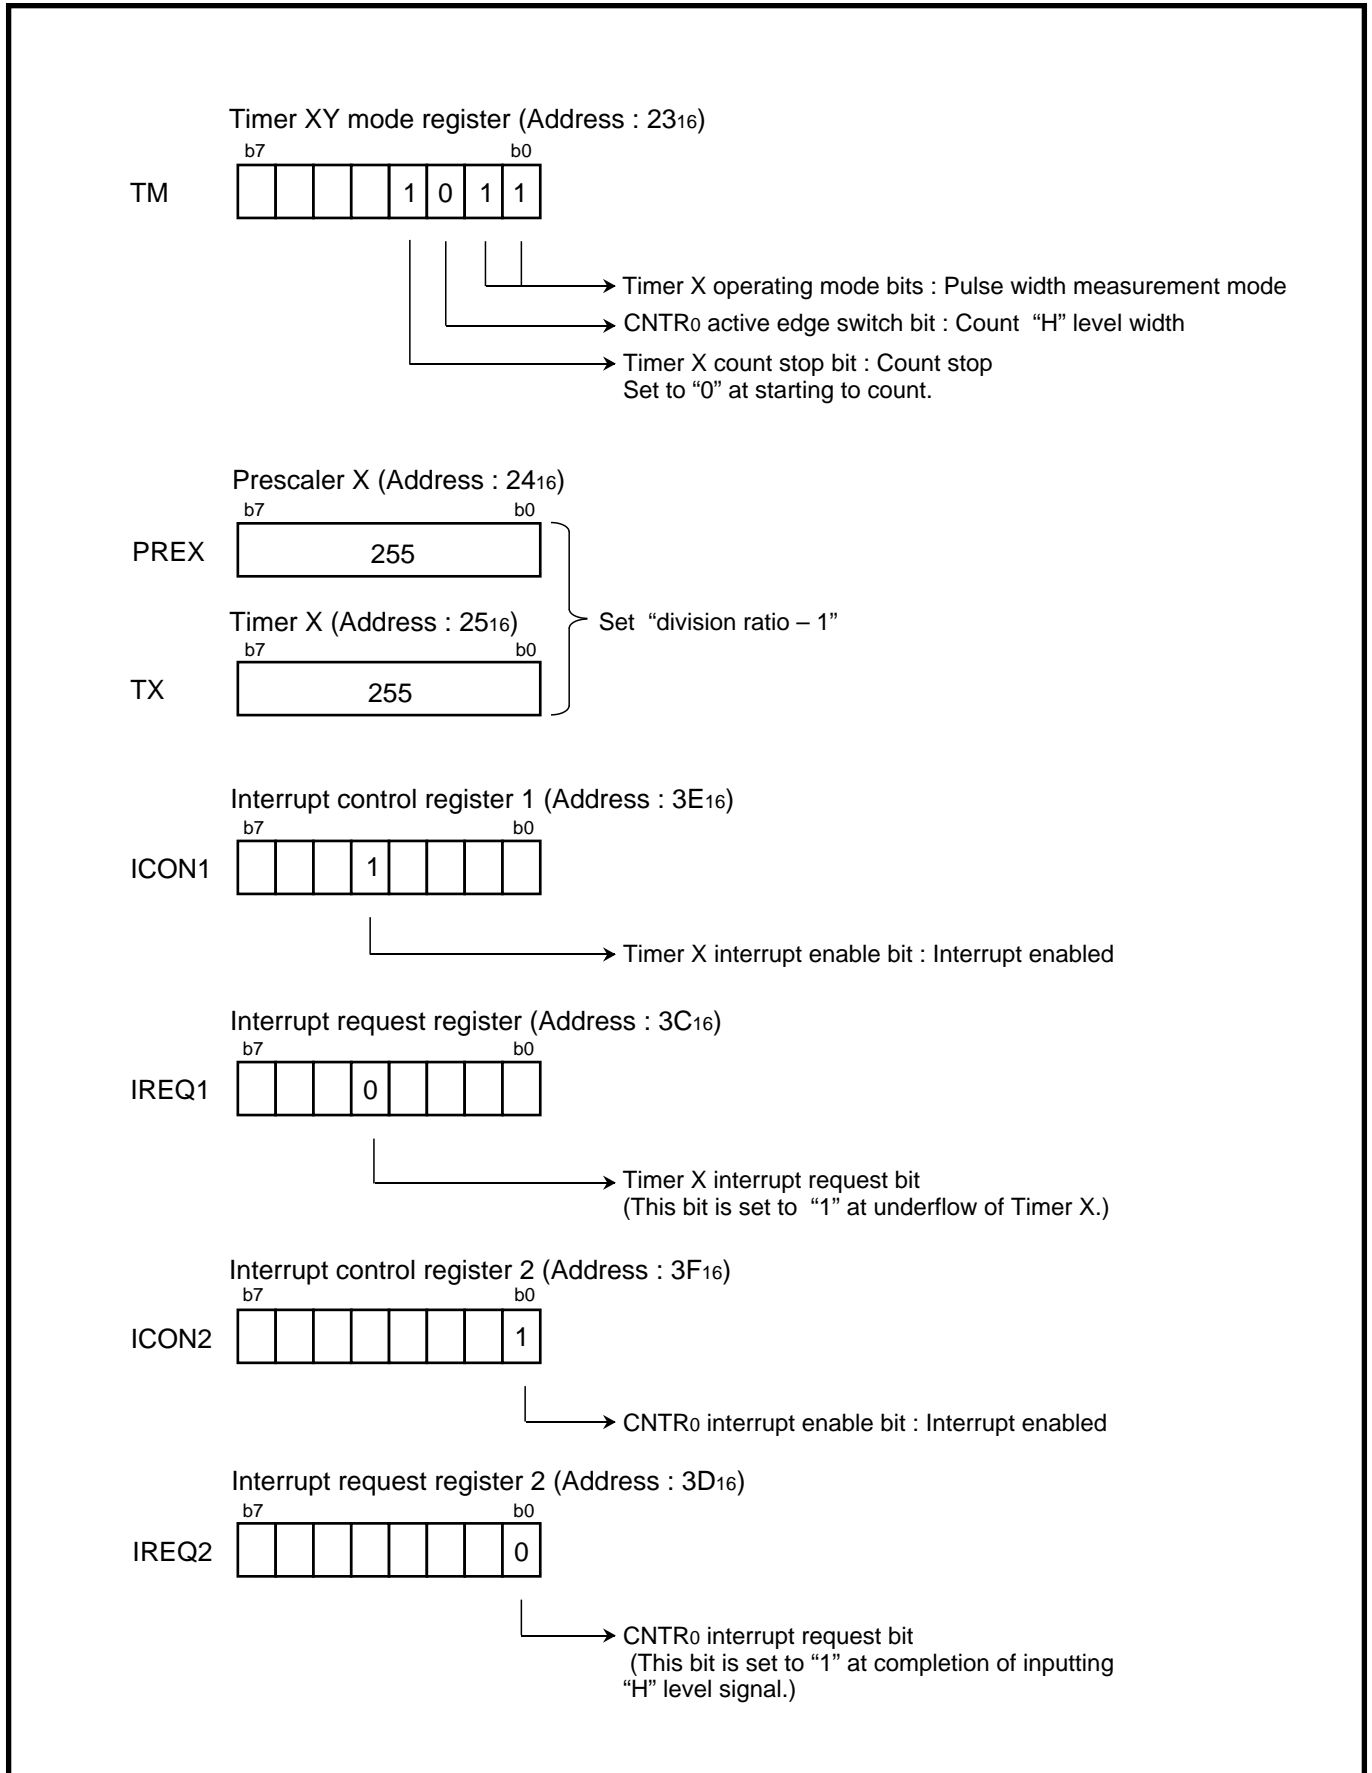 Timer XY mode register (Address : 2316)
b7 b0
TM 1 0 1 1
Timer X operating mode bits : Pulse width measurement mode
CNTR0 active edge switch bit : Count “H” level width
Timer X count stop bit : Count stop
Set to “0” at starting to count.
Prescaler X (Address : 2416)
b7 b0
PREX 255
Timer X (Address : 2516)
Set “division ratio – 1”
b7 b0
TX 255
Interrupt control register 1 (Address : 3E16)
b7 b0
ICON1 1
Timer X interrupt enable bit : Interrupt enabled
Interrupt request register (Address : 3C16)
b7 b0
IREQ1 0
Timer X interrupt request bit
(This bit is set to “1” at underflow of Timer X.)
Interrupt control register 2 (Address : 3F16)
b7 b0
ICON2 1
CNTR0 interrupt enable bit : Interrupt enabled
Interrupt request register 2 (Address : 3D16)
b7 b0
IREQ2 0
CNTR0 interrupt request bit
(This bit is set to “1” at completion of inputting
“H” level signal.)